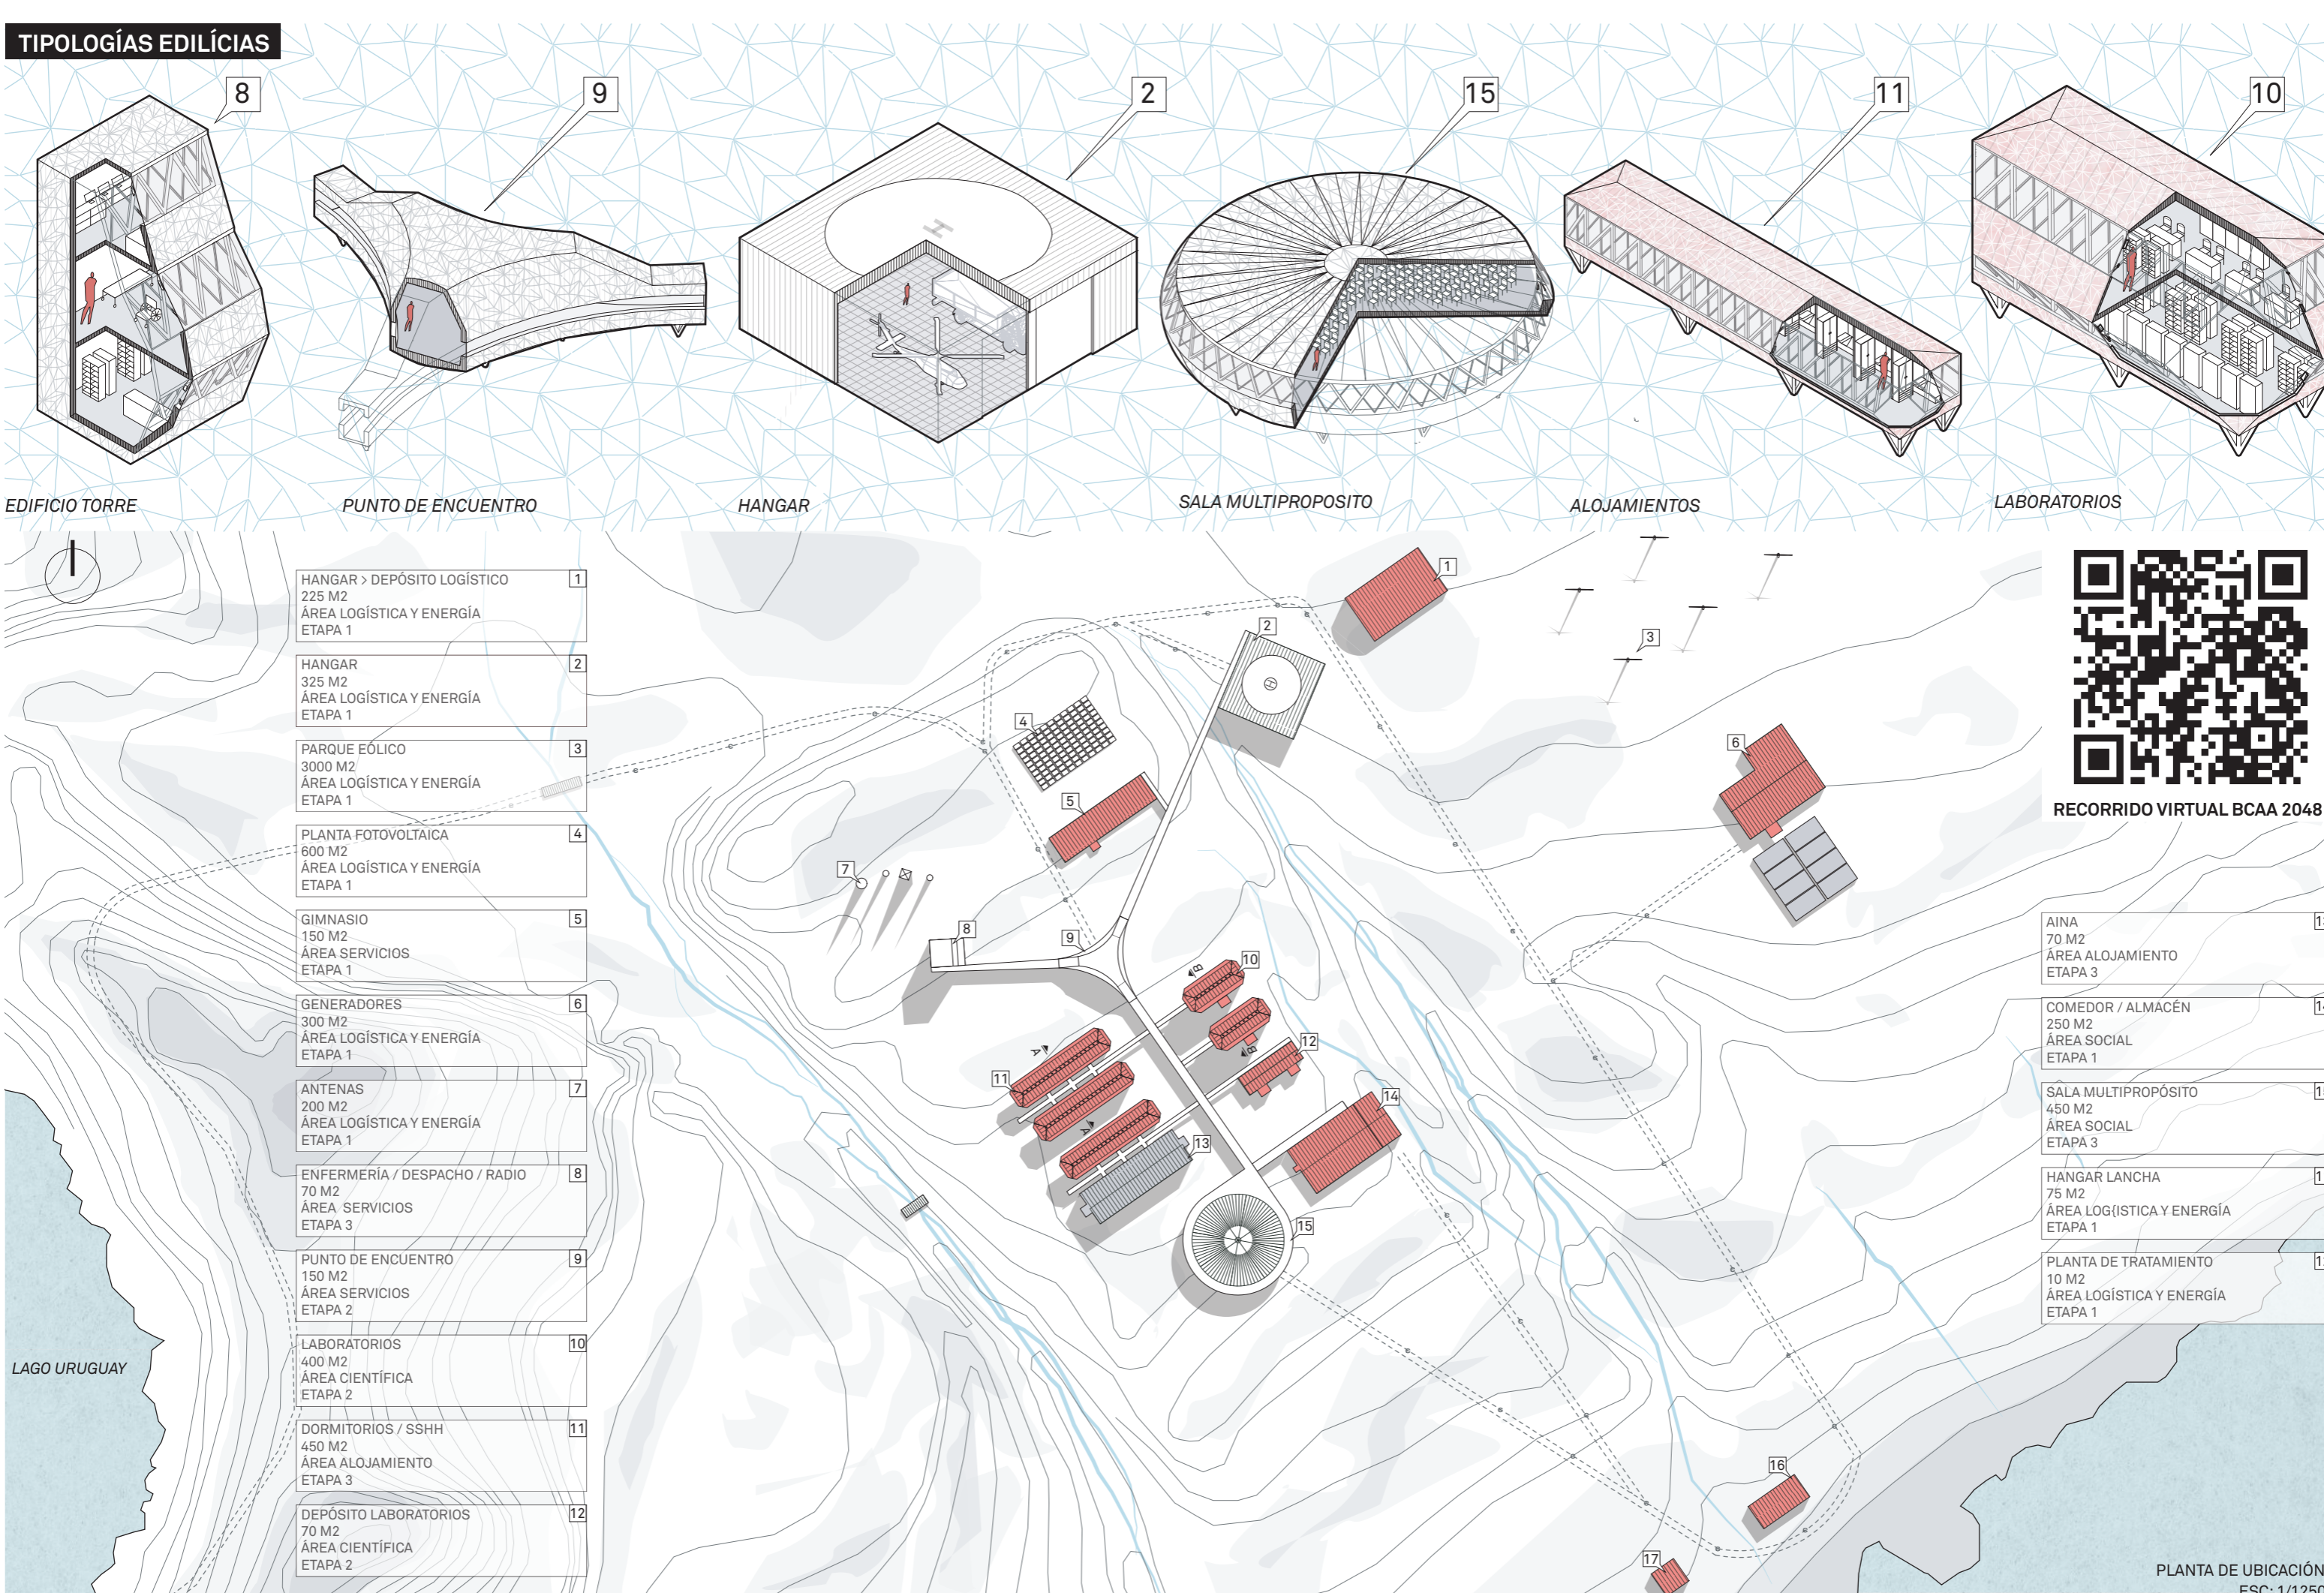 TIPOLOGÍAS EDILÍCIAS
8
9
2
15
11
10
H
EDIFICIO TORRE
PUNTO DE ENCUENTRO
HANGAR
SALA MULTIPROPOSITO
ALOJAMIENTOS
LABORATORIOS
HANGAR > DEPÓSITO LOGÍSTICO 1
225 M2
ÁREA LOGÍSTICA Y ENERGÍA
ETAPA 1
HANGAR 2
325 M2
ÁREA LOGÍSTICA Y ENERGÍA
ETAPA 1
PARQUE EÓLICO 3
3000 M2
ÁREA LOGÍSTICA Y ENERGÍA
ETAPA 1
PLANTA FOTOVOLTAICA 4
600 M2
ÁREA LOGÍSTICA Y ENERGÍA
ETAPA 1
GIMNASIO 5
150 M2
ÁREA SERVICIOS
ETAPA 1
GENERADORES 6
300 M2
ÁREA LOGÍSTICA Y ENERGÍA
ETAPA 1
ANTENAS 7
200 M2
ÁREA LOGÍSTICA Y ENERGÍA
ETAPA 1
ENFERMERÍA / DESPACHO / RADIO 8
70 M2
ÁREA SERVICIOS
ETAPA 3
PUNTO DE ENCUENTRO 9
150 M2
ÁREA SERVICIOS
ETAPA 2
LABORATORIOS 10
400 M2
ÁREA CIENTÍFICA
ETAPA 2
DORMITORIOS / SSHH 11
450 M2
ÁREA ALOJAMIENTO
ETAPA 3
DEPÓSITO LABORATORIOS 12
70 M2
ÁREA CIENTÍFICA
ETAPA 2
LAGO URUGUAY
1
2
H
3
4
5
6
7
8
9
B
10
A
B
12
11
14
A
13
15
16
17
RECORRIDO VIRTUAL BCAA 2048
AINA
70 M2
ÁREA ALOJAMIENTO
ETAPA 3
COMEDOR / ALMACÉN
250 M2
ÁREA SOCIAL
ETAPA 1
SALA MULTIPROPÓSITO
450 M2
ÁREA SOCIAL
ETAPA 3
HANGAR LANCHA
75 M2
ÁREA LOG{ISTICA Y ENERGÍA
ETAPA 1
PLANTA DE TRATAMIENTO
10 M2
ÁREA LOGÍSTICA Y ENERGÍA
ETAPA 1
PLANTA DE UBICACIÓN
ESC: 1/125